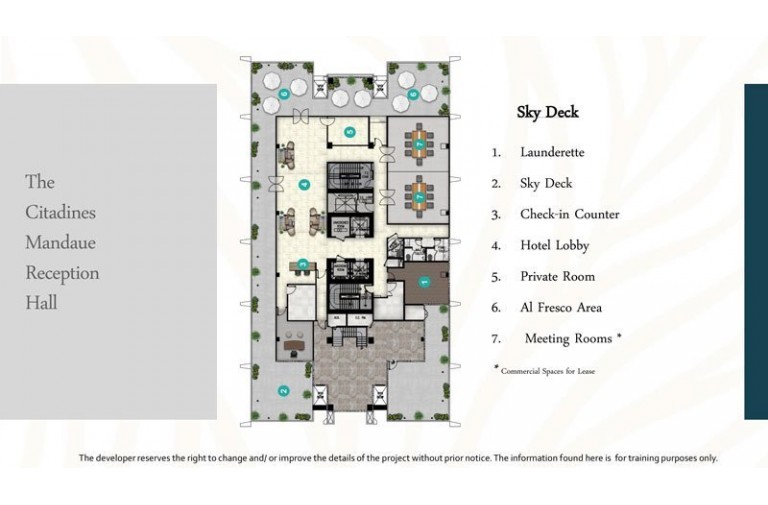 The
Citadines
Mandaue
Reception
Hall
Sky Deck
1. Launderette
2. Sky Deck
3. Check-in Counter
4. Hotel Lobby
5. Private Room
6. Al Fresco Area
7. Meeting Rooms *
* Commercial Spaces for Lease
6
6
5
7
4
7
3
1
2
The developer reserves the right to change and/ or improve the details of the project without prior notice. The information found here is for training purposes only.